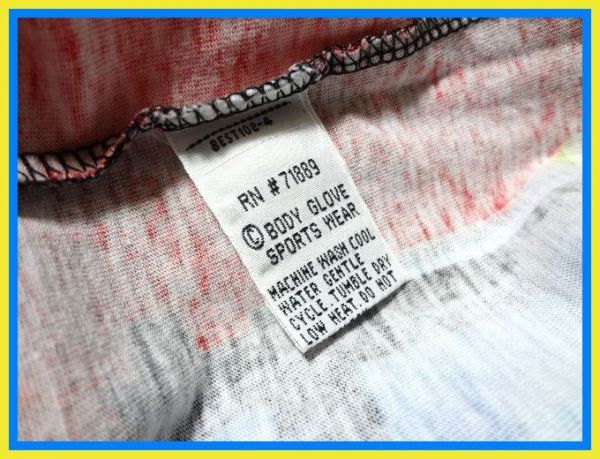 BEST102-4
RN #71889
© BODY GLOVE
SPORTS WEAR
MACHINE WASH COOL
WATER GENTLE
CYCLE.TUMBLE DRY
LOW HEAT.DO NOT